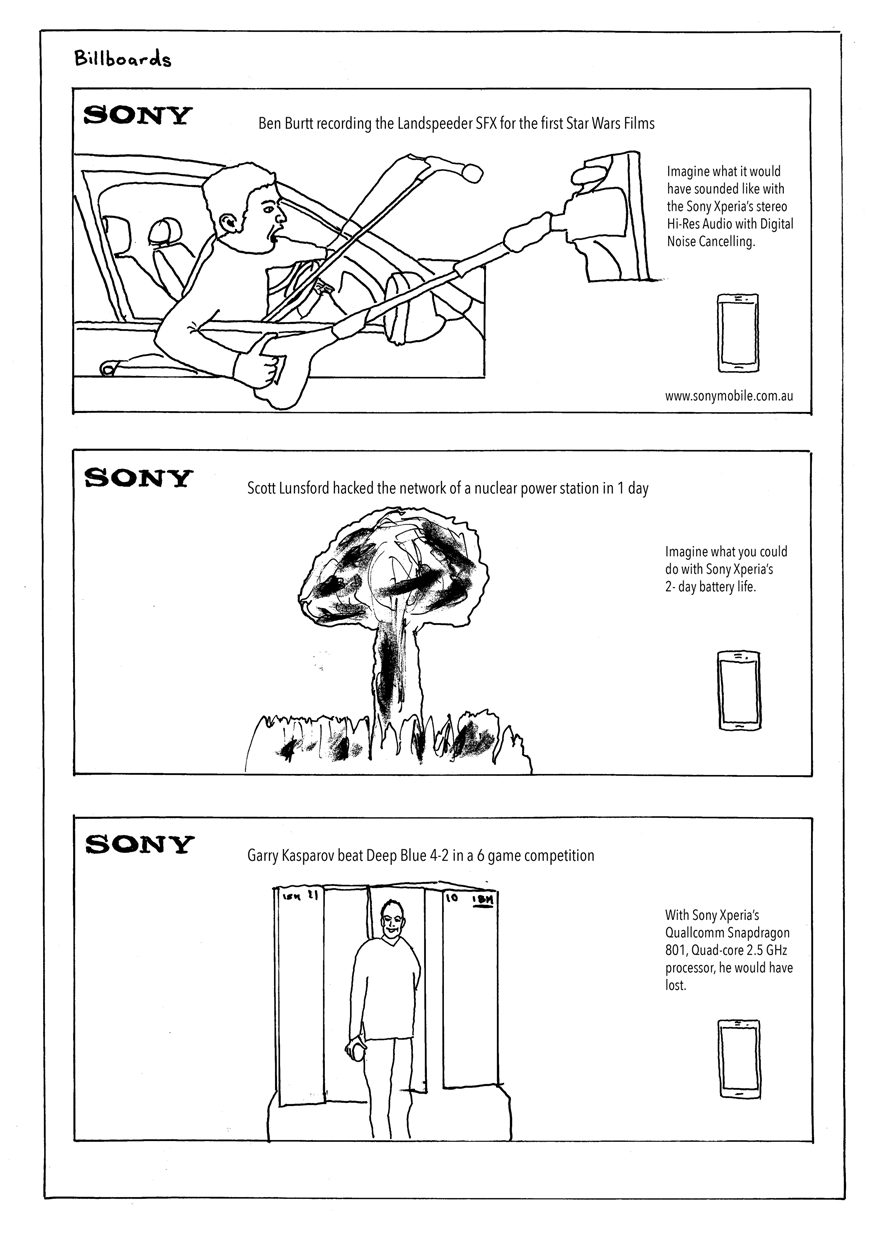 Billboards
SONY
Ben Burtt recording the Landspeeder SFX for the first Star Wars Films
Imagine what it would
have sounded like with
the Sony Xperia's stereo
Hi-Res Audio with Digital
Noise Cancelling.
www.sonymobile.com.au
SONY
Scott Lunsford hacked the network of a nuclear power station in 1 day
Imagine what you could
do with Sony Xperia's
2- day battery life.
SONY
Garry Kasparov beat Deep Blue 4-2 in a 6 game competition
IBM 21
10 IBM
With Sony Xperia's
Quallcomm Snapdragon
801, Quad-core 2.5 GHz
processor, he would have
lost.